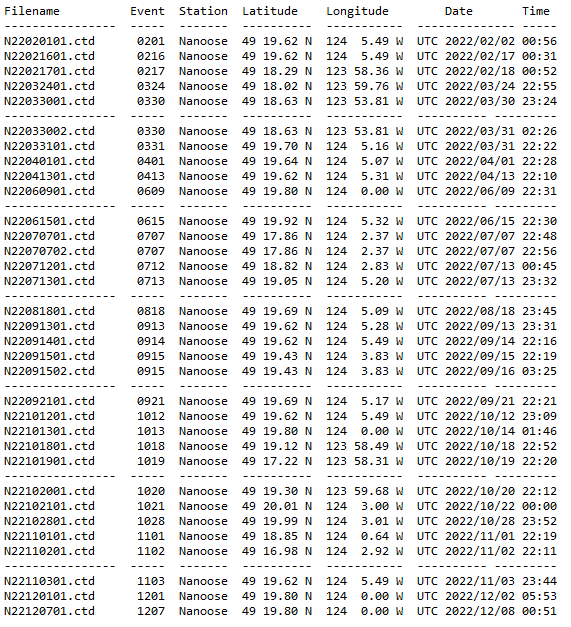 Filename          Event  Station  Latitude    Longitude        Date       Time
----------------  -----  -------  ----------  -----------  -------------- -----
N22020101.ctd      0201  Nanoose  49 19.62 N  124  5.49 W  UTC 2022/02/02 00:56
N22021601.ctd      0216  Nanoose  49 19.62 N  124  5.49 W  UTC 2022/02/17 00:31
N22021701.ctd      0217  Nanoose  49 18.29 N  123 58.36 W  UTC 2022/02/18 00:52
N22032401.ctd      0324  Nanoose  49 18.02 N  123 59.76 W  UTC 2022/03/24 22:55
N22033001.ctd      0330  Nanoose  49 18.63 N  123 53.81 W  UTC 2022/03/30 23:24
----------------  -----  -------  ----------  -----------  -------------- -----
N22033002.ctd      0330  Nanoose  49 18.63 N  123 53.81 W  UTC 2022/03/31 02:26
N22033101.ctd      0331  Nanoose  49 19.70 N  124  5.16 W  UTC 2022/03/31 22:22
N22040101.ctd      0401  Nanoose  49 19.64 N  124  5.07 W  UTC 2022/04/01 22:28
N22041301.ctd      0413  Nanoose  49 19.62 N  124  5.31 W  UTC 2022/04/13 22:10
N22060901.ctd      0609  Nanoose  49 19.80 N  124  0.00 W  UTC 2022/06/09 22:31
----------------  -----  -------  ----------  -----------  -------------- -----
N22061501.ctd      0615  Nanoose  49 19.92 N  124  5.32 W  UTC 2022/06/15 22:30
N22070701.ctd      0707  Nanoose  49 17.86 N  124  2.37 W  UTC 2022/07/07 22:48
N22070702.ctd      0707  Nanoose  49 17.86 N  124  2.37 W  UTC 2022/07/07 22:56
N22071201.ctd      0712  Nanoose  49 18.82 N  124  2.83 W  UTC 2022/07/13 00:45
N22071301.ctd      0713  Nanoose  49 19.05 N  124  5.20 W  UTC 2022/07/13 23:32
----------------  -----  -------  ----------  -----------  -------------- -----
N22081801.ctd      0818  Nanoose  49 19.69 N  124  5.09 W  UTC 2022/08/18 23:45
N22091301.ctd      0913  Nanoose  49 19.62 N  124  5.28 W  UTC 2022/09/13 23:31
N22091401.ctd      0914  Nanoose  49 19.62 N  124  5.49 W  UTC 2022/09/14 22:16
N22091501.ctd      0915  Nanoose  49 19.43 N  124  3.83 W  UTC 2022/09/15 22:19
N22091502.ctd      0915  Nanoose  49 19.43 N  124  3.83 W  UTC 2022/09/16 03:25
----------------  -----  -------  ----------  -----------  -------------- -----
N22092101.ctd      0921  Nanoose  49 19.69 N  124  5.17 W  UTC 2022/09/21 22:21
N22101201.ctd      1012  Nanoose  49 19.62 N  124  5.49 W  UTC 2022/10/12 23:09
N22101301.ctd      1013  Nanoose  49 19.80 N  124  0.00 W  UTC 2022/10/14 01:46
N22101801.ctd      1018  Nanoose  49 19.12 N  123 58.49 W  UTC 2022/10/18 22:52
N22101901.ctd      1019  Nanoose  49 17.22 N  123 58.31 W  UTC 2022/10/19 22:20
----------------  -----  -------  ----------  -----------  -------------- -----
N22102001.ctd      1020  Nanoose  49 19.30 N  123 59.68 W  UTC 2022/10/20 22:12
N22102101.ctd      1021  Nanoose  49 20.01 N  124  3.00 W  UTC 2022/10/22 00:00
N22102801.ctd      1028  Nanoose  49 19.99 N  124  3.01 W  UTC 2022/10/28 23:52
N22110101.ctd      1101  Nanoose  49 18.85 N  124  0.64 W  UTC 2022/11/01 22:19
N22110201.ctd      1102  Nanoose  49 16.98 N  124  2.92 W  UTC 2022/11/02 22:11
----------------  -----  -------  ----------  -----------  -------------- -----
N22110301.ctd      1103  Nanoose  49 19.62 N  124  5.49 W  UTC 2022/11/03 23:44
N22120101.ctd      1201  Nanoose  49 19.80 N  124  0.00 W  UTC 2022/12/02 05:53
N22120701.ctd      1207  Nanoose  49 19.80 N  124  0.00 W  UTC 2022/12/08 00:51